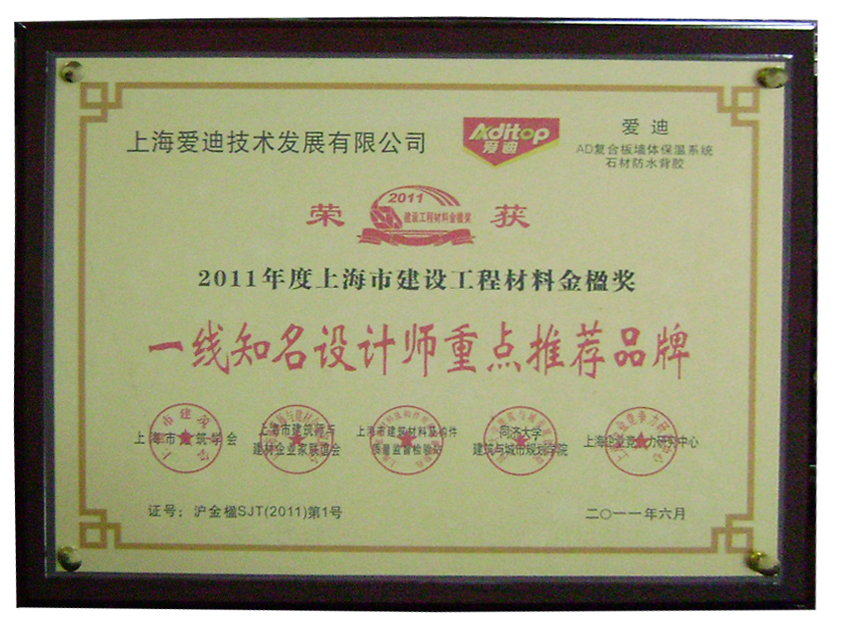 上海爱迪技术发展有限公司
Aditop
爱迪
爱 迪
AD复合板墙体保温系统
石材防水背胶
荣 获
2011
建设工程材料金楹奖
2011年度上海市建设工程材料金楹奖
一线知名设计师重点推荐品牌
上海市建筑学会
上海市建筑师与
建材企业家联谊会
上海市建筑材料及构件
质量监督检验站
同济大学
建筑与城市规划学院
上海企业竞争力研究中心
证号：沪金楹SJT(2011)第1号
二〇一一年六月